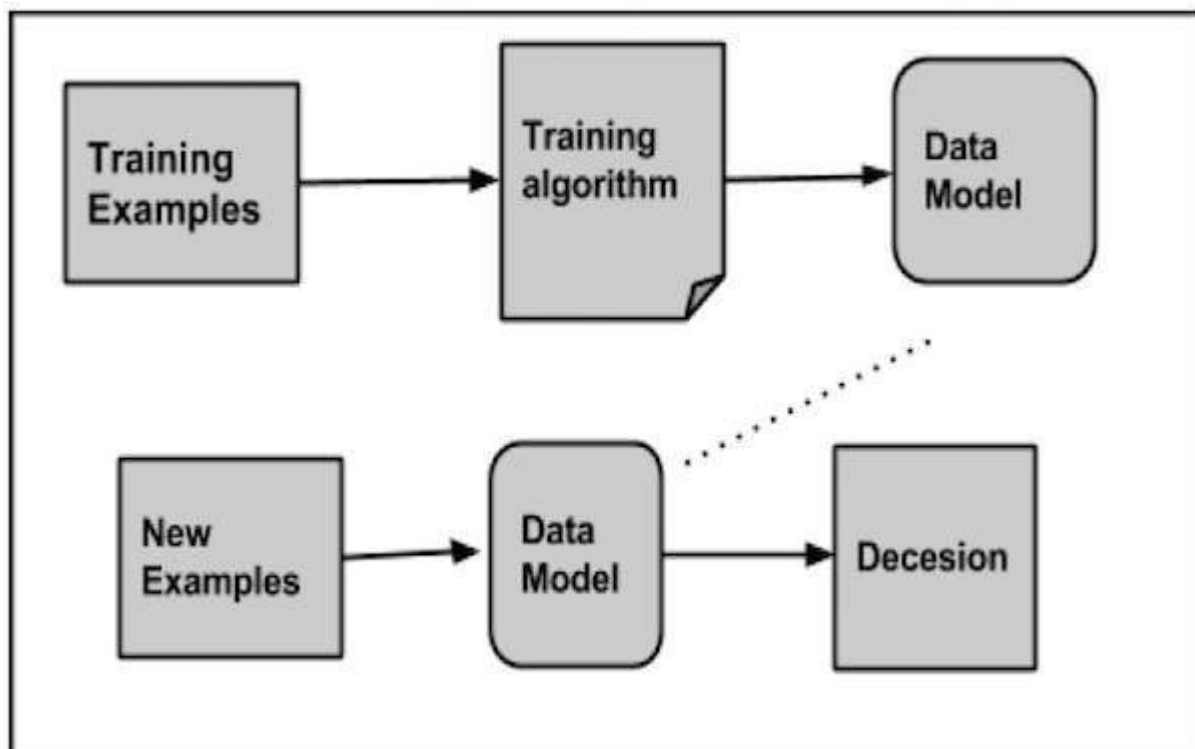 Training
Examples
Training
algorithm
Data
Model
New
Examples
Data
Model
Decesion